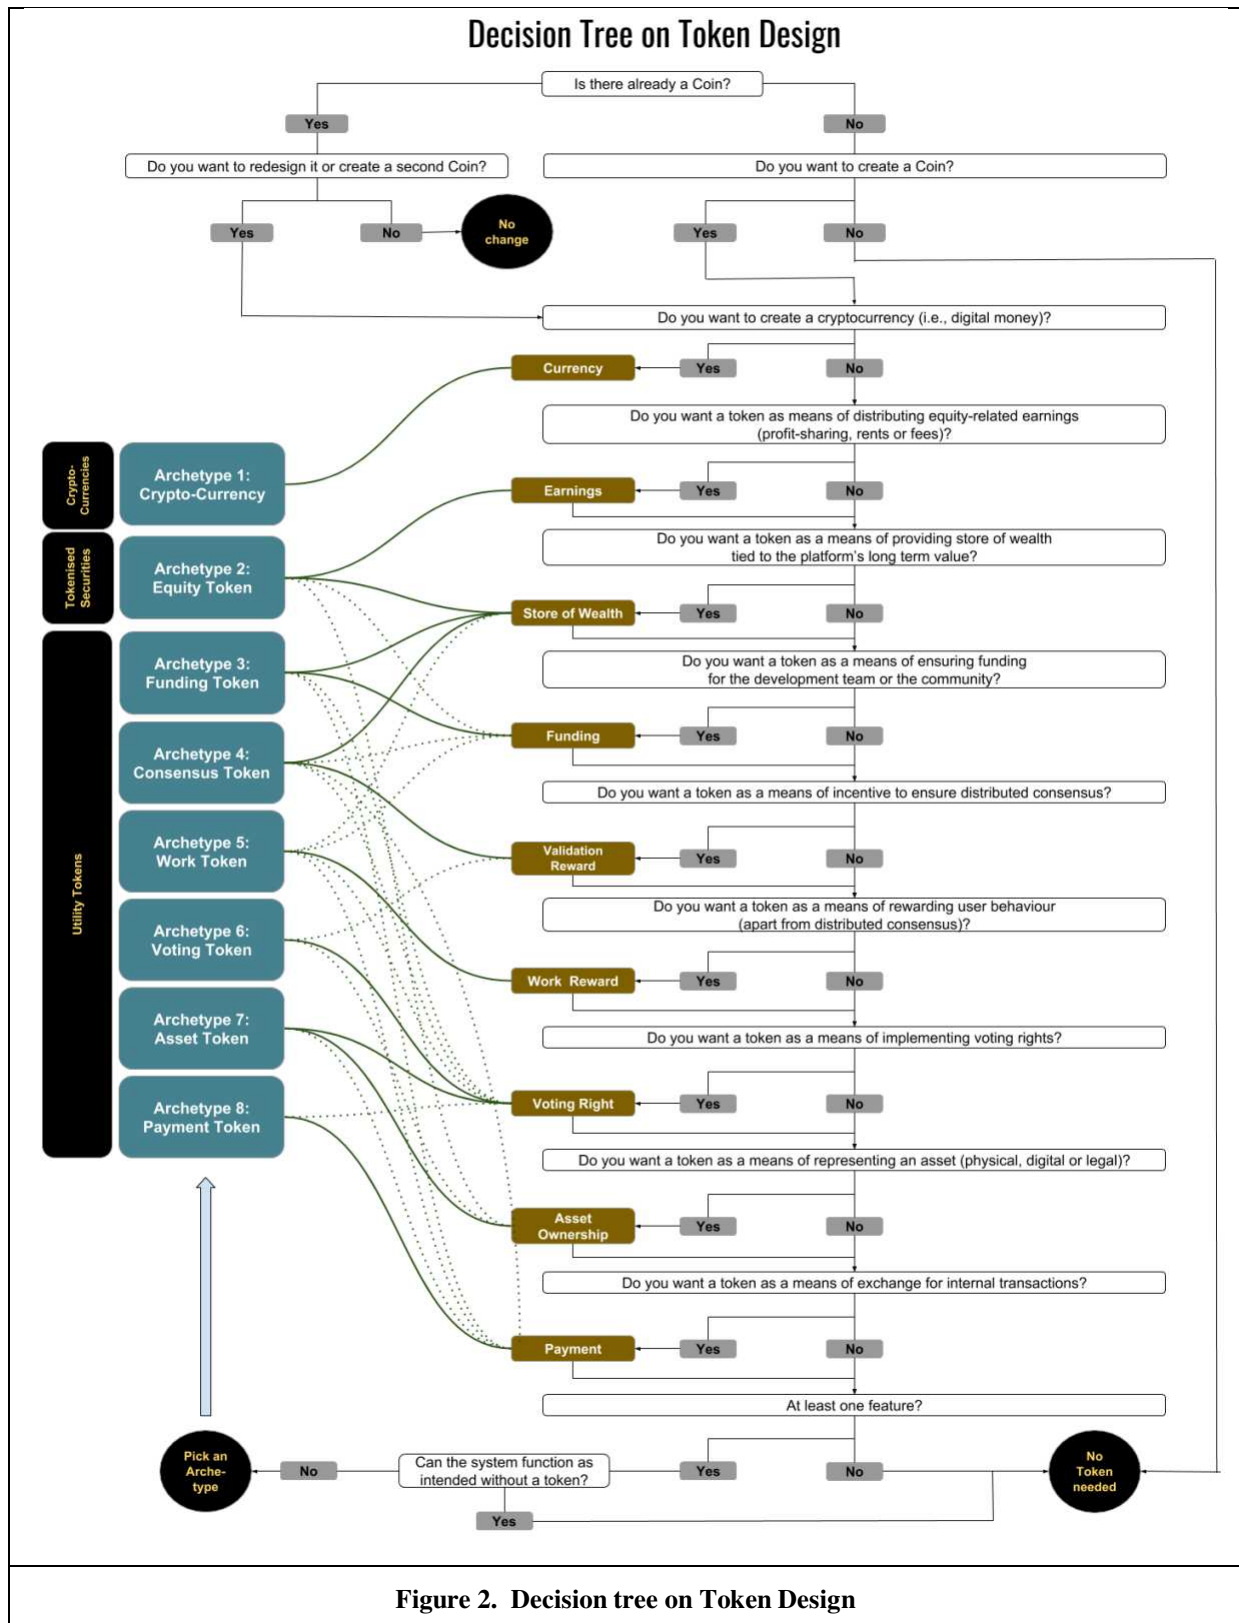 Decision Tree on Token Design
Is there already a Coin?
Yes
No
Do you want to redesign it or create a second Coin?
Do you want to create a Coin?
Yes
No
No
change
Yes
No
Do you want to create a cryptocurrency (i.e., digital money)?
Currency
Yes
No
Do you want a token as means of distributing equity-related earnings
(profit-sharing, rents or fees)?
Crypto-
Currencies
Archetype 1:
Crypto-Currency
Earnings
Yes
No
Do you want a token as a means of providing store of wealth
tied to the platform's long term value?
Tokenised
Securities
Archetype 2:
Equity Token
Store of Wealth
Yes
No
Utility Tokens
Archetype 3:
Funding Token
Do you want a token as a means of ensuring funding
for the development team or the community?
Funding
Yes
No
Archetype 4:
Consensus Token
Do you want a token as a means of incentive to ensure distributed consensus?
Archetype 5:
Work Token
Validation
Reward
Yes
No
Do you want a token as a means of rewarding user behaviour
(apart from distributed consensus)?
Archetype 6:
Voting Token
Work Reward
Yes
No
Archetype 7:
Asset Token
Do you want a token as a means of implementing voting rights?
Voting Right
Yes
No
Archetype 8:
Payment Token
Do you want a token as a means of representing an asset (physical, digital or legal)?
Asset
Ownership
Yes
No
Do you want a token as a means of exchange for internal transactions?
Payment
Yes
No
At least one feature?
Pick an
Arche-
type
No
Can the system function as
intended without a token?
Yes
No
No
Token
needed
Yes
Figure 2. Decision tree on Token Design